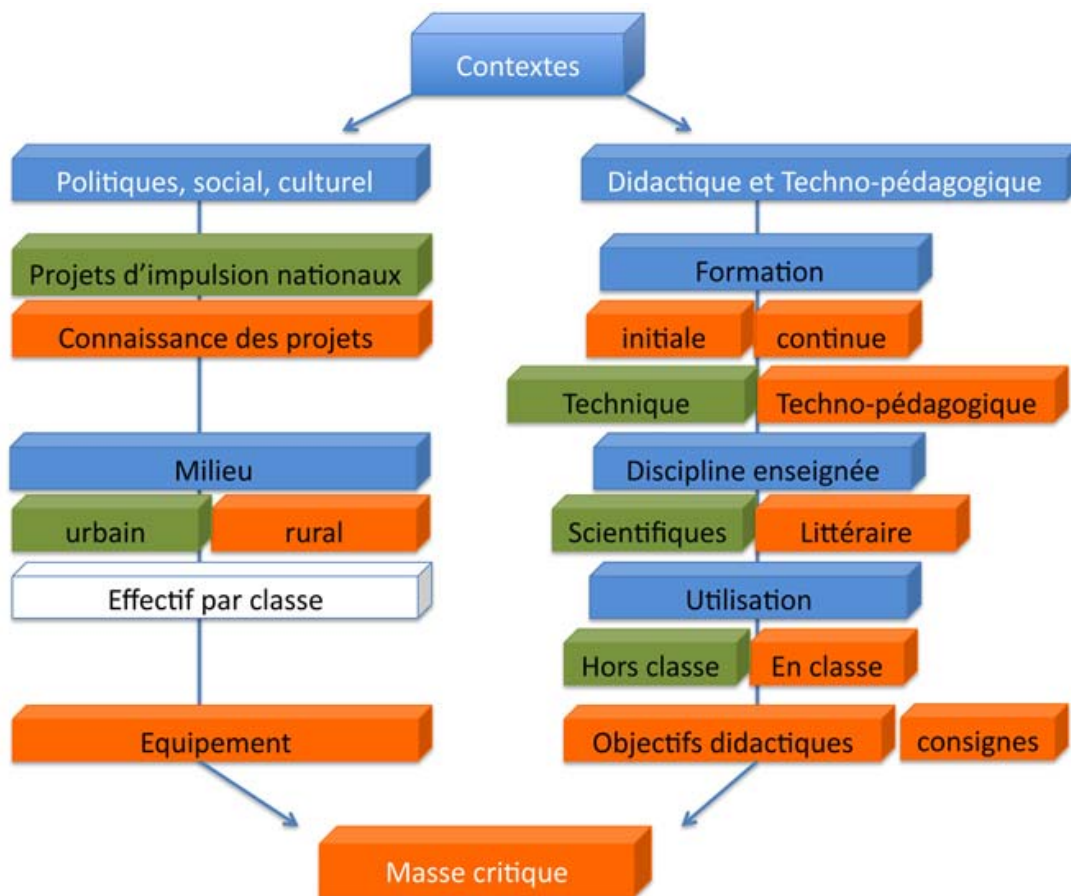 Contextes
Politiques, social, culturel
Projets d'impulsion nationaux
Connaissance des projets
Milieu
urbain
rural
Effectif par classe
Equipement
Didactique et Techno-pédagogique
Formation
initiale
continue
Technique
Techno-pédagogique
Discipline enseignée
Scientifiques
Littéraire
Utilisation
Hors classe
En classe
Objectifs didactiques
consignes
Masse critique